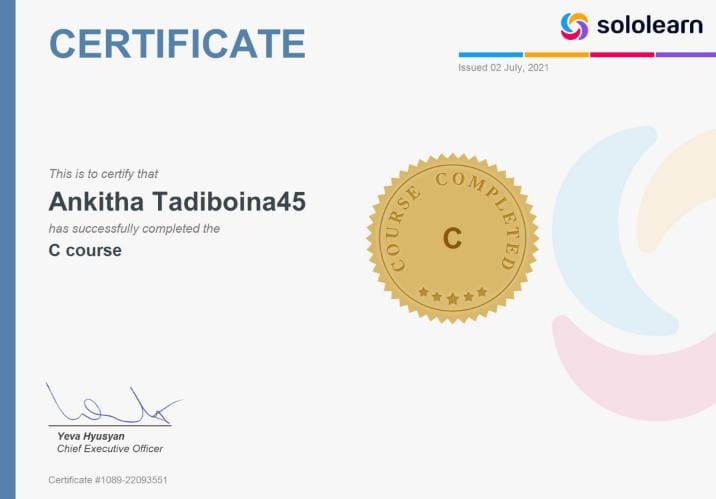 CERTIFICATE
sololearn
Issued 02 July, 2021
This is to certify that
Ankitha Tadiboina45
has successfully completed the
C course
COURSE COMPLETED
C
Yeva Hyusyan
Chief Executive Officer
Certificate #1089-22093551